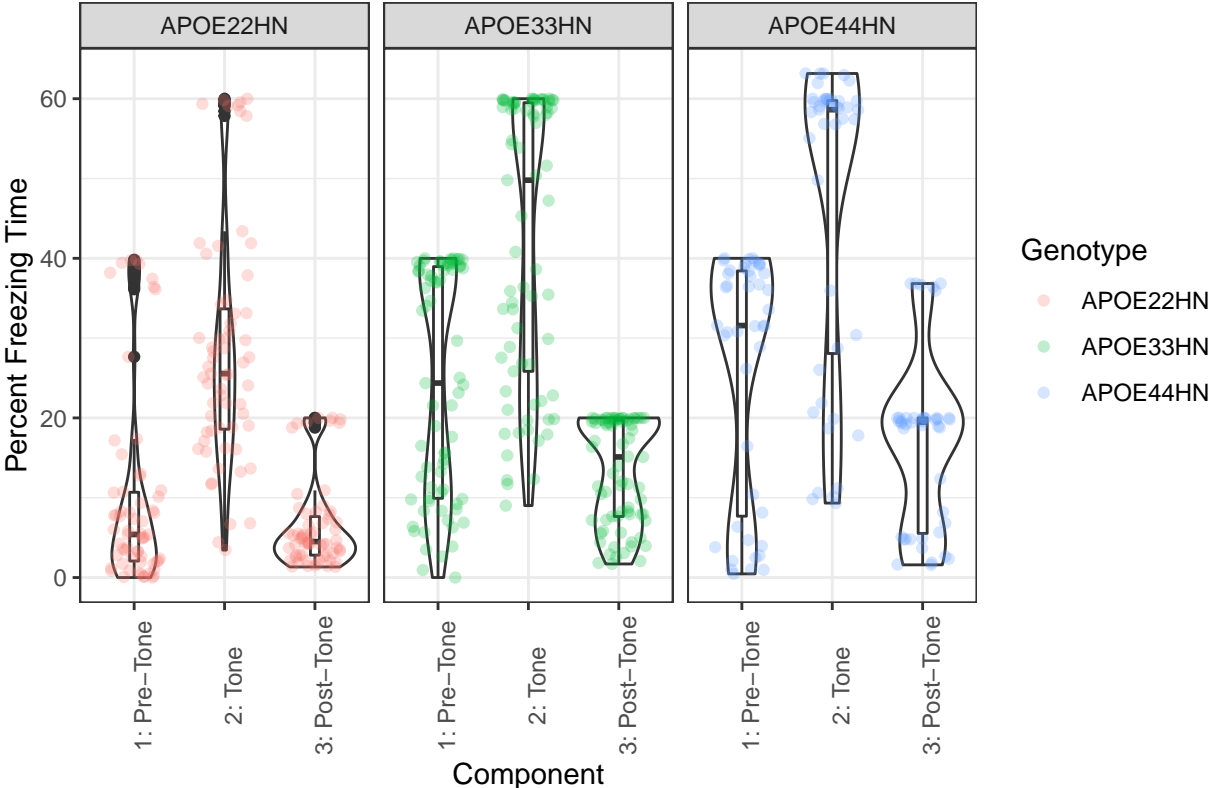 APOE22HN APOE33HN APOE44HN
Percent Freezing Time
60
40
20
0
1: Pre−Tone
2: Tone
3: Post−Tone
1: Pre−Tone
2: Tone
3: Post−Tone
1: Pre−Tone
2: Tone
3: Post−Tone
Component
Genotype
APOE22HN
APOE33HN
APOE44HN